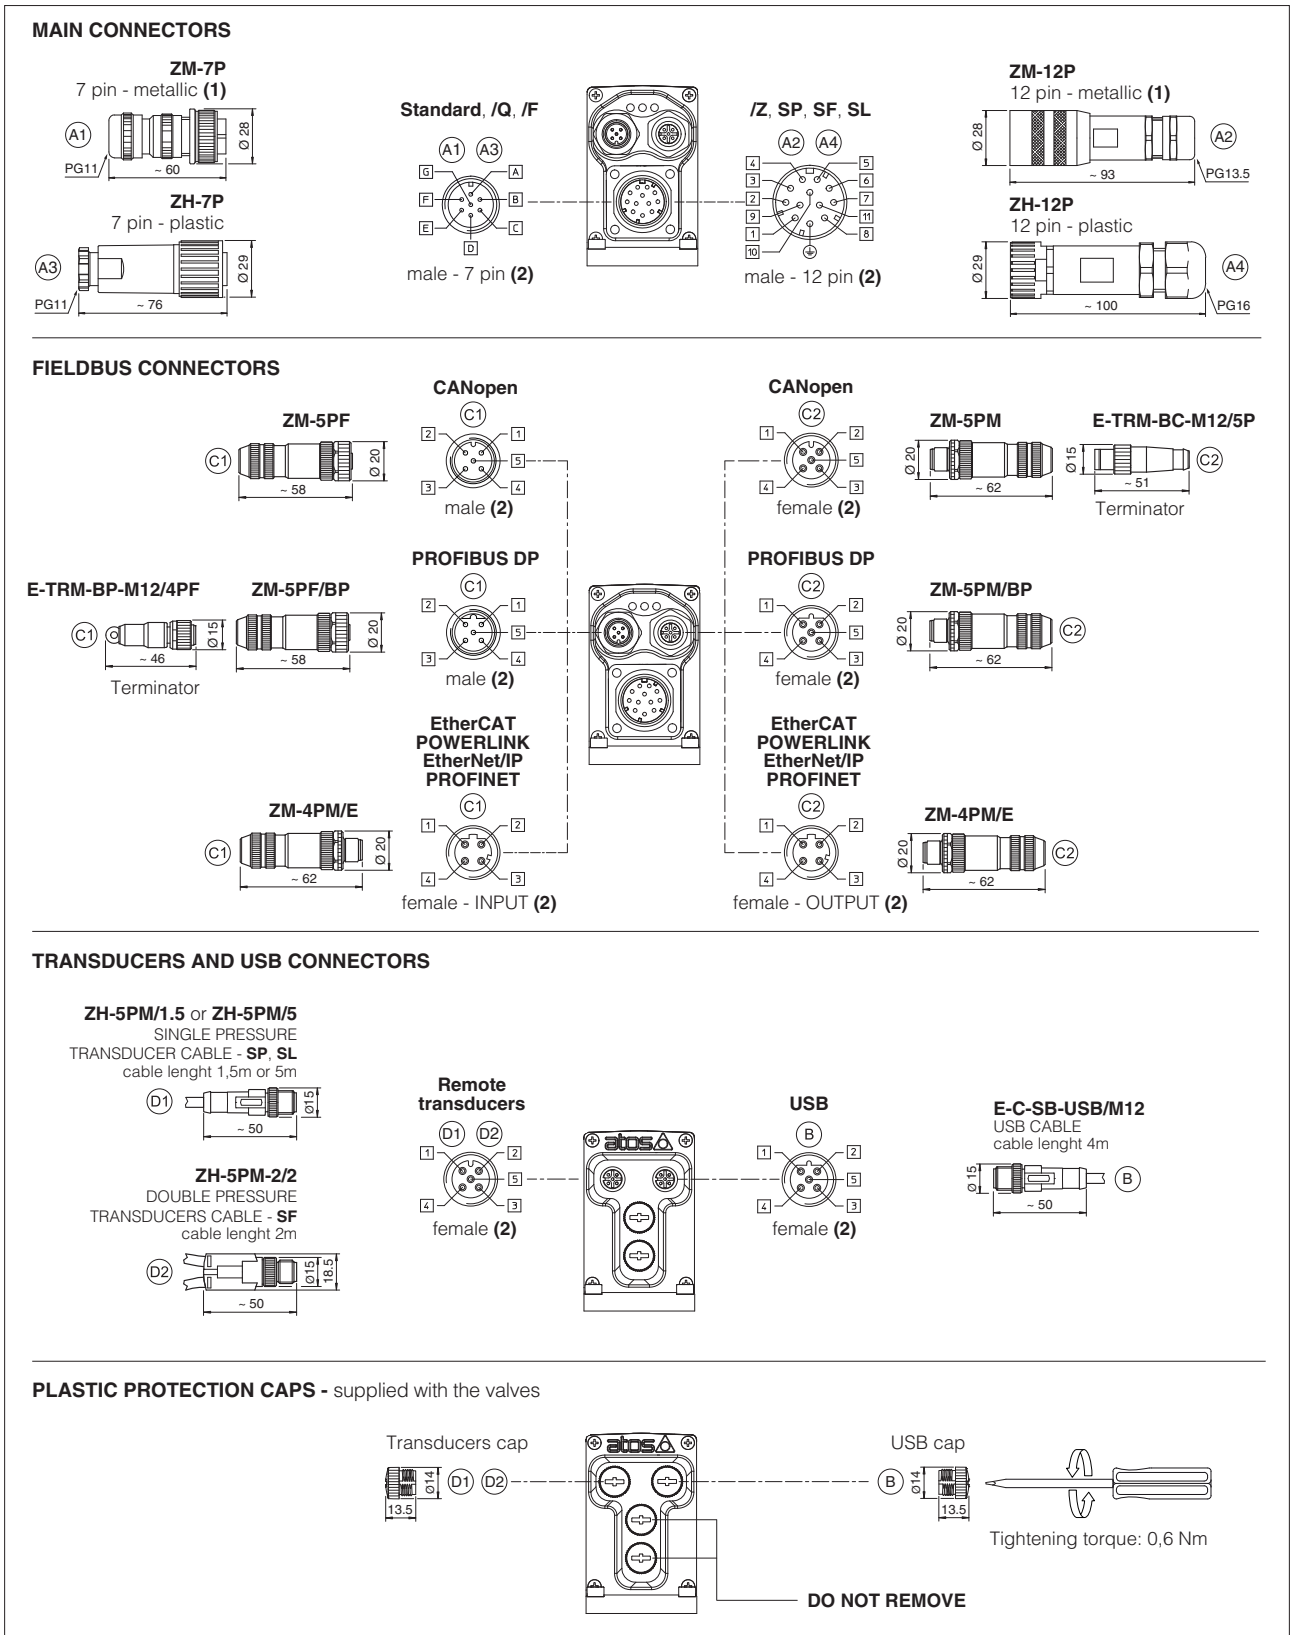 MAIN CONNECTORS
ZM-7P
7 pin - metallic (1)
A1
PG11
~ 60
Ø 28
ZH-7P
7 pin - plastic
A3
PG11
~ 76
Ø 29
Standard, /Q, /F
A1 A3
G A
F B
E C
D
male - 7 pin (2)
/Z, SP, SF, SL
A2 A4
4 5
3 6
2 7
9 11
1 8
10
male - 12 pin (2)
ZM-12P
12 pin - metallic (1)
Ø 28
A2
~ 93
PG13.5
ZH-12P
12 pin - plastic
Ø 29
A4
~ 100
PG16
FIELDBUS CONNECTORS
ZM-5PF
C1
~ 58
Ø 20
CANopen
C1
2 1
5
3 4
male (2)
CANopen
C2
1 2
5
4 3
female (2)
ZM-5PM
Ø 20
~ 62
E-TRM-BC-M12/5P
Ø 15
C2
~ 51
Terminator
E-TRM-BP-M12/4PF
C1
~ 46
Ø 15
Terminator
ZM-5PF/BP
~ 58
Ø 20
PROFIBUS DP
C1
2 1
5
3 4
male (2)
PROFIBUS DP
C2
1 2
5
4 3
female (2)
ZM-5PM/BP
Ø 20
C2
~ 62
ZM-4PM/E
C1
~ 62
Ø 20
EtherCAT
POWERLINK
EtherNet/IP
PROFINET
C1
1 2
4 3
female - INPUT (2)
EtherCAT
POWERLINK
EtherNet/IP
PROFINET
C2
1 2
4 3
female - OUTPUT (2)
ZM-4PM/E
Ø 20
C2
~ 62
TRANSDUCERS AND USB CONNECTORS
ZH-5PM/1.5 or ZH-5PM/5
SINGLE PRESSURE
TRANSDUCER CABLE - SP, SL
cable lenght 1,5m or 5m
D1
~ 50
Ø15
ZH-5PM-2/2
DOUBLE PRESSURE
TRANSDUCERS CABLE - SF
cable lenght 2m
D2
~ 50
Ø15
18.5
Remote
transducers
D1 D2
1 2
5
4 3
female (2)
atos
USB
B
1 2
5
4 3
female (2)
E-C-SB-USB/M12
USB CABLE
cable lenght 4m
Ø 15
B
~ 50
PLASTIC PROTECTION CAPS - supplied with the valves
Transducers cap
13.5
Ø14
D1 D2
atos
USB cap
B
Ø14
13.5
Tightening torque: 0,6 Nm
DO NOT REMOVE